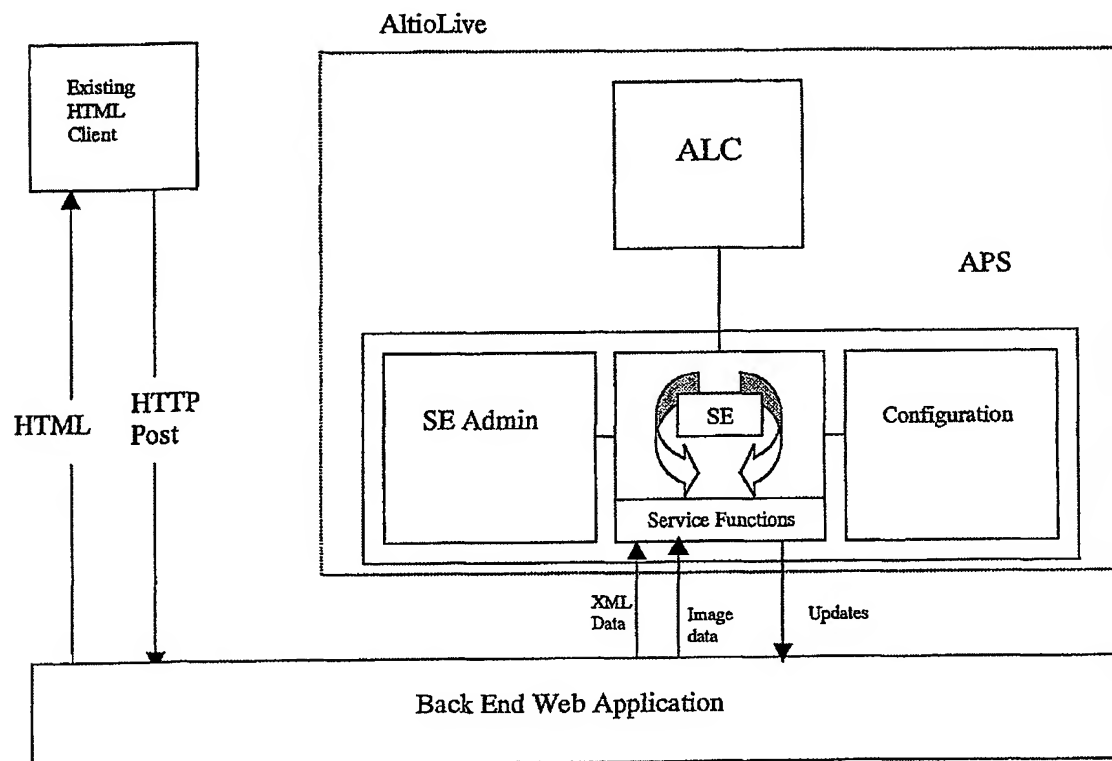 AltioLive
Existing
HTML
Client
ALC
APS
HTML
HTTP
Post
SE Admin
SE
Configuration
Service Functions
XML
Data
Image
data
Updates
Back End Web Application